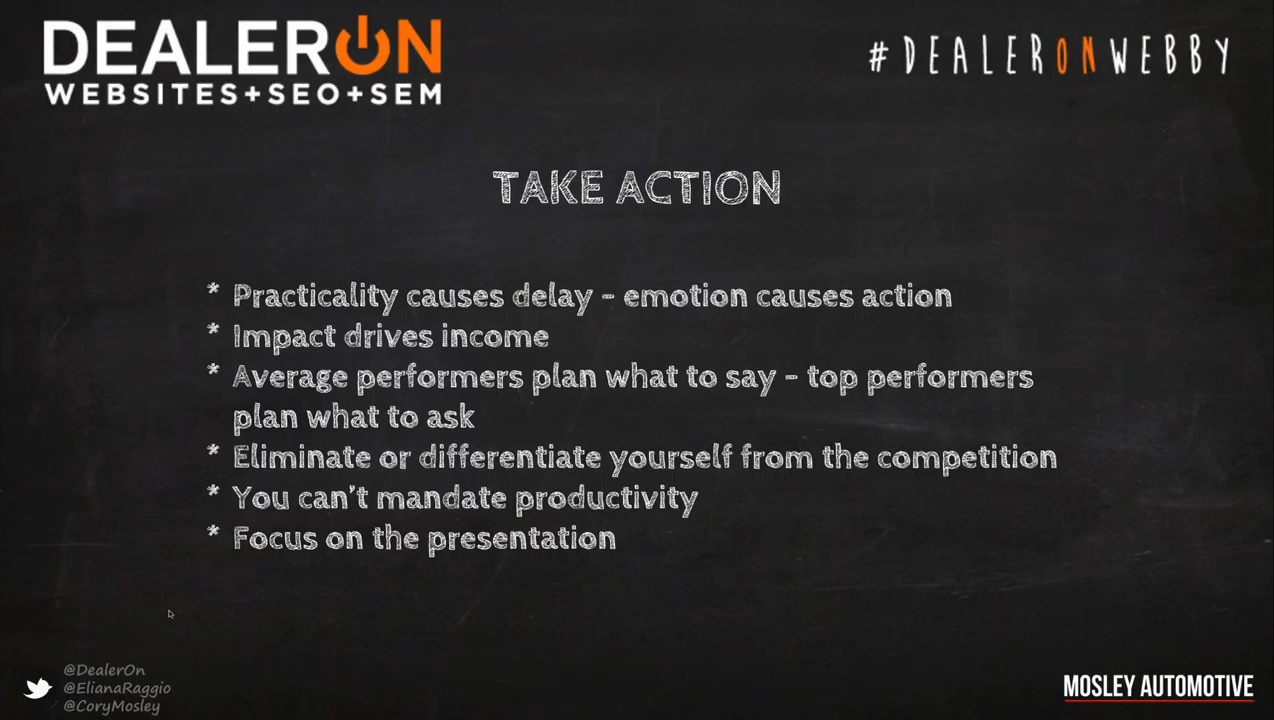 DEALERON
WEBSITES+SEO+SEM
#DEALERONWEBBY
TAKE ACTION
* Practicality causes delay - emotion causes action
* Impact drives income
* Average performers plan what to say - top performers
plan what to ask
* Eliminate or differentiate yourself from the competition
* You can't mandate productivity
* Focus on the presentation
@DealerOn
@ElianaRaggio
@CoryMosley
MOSLEY AUTOMOTIVE